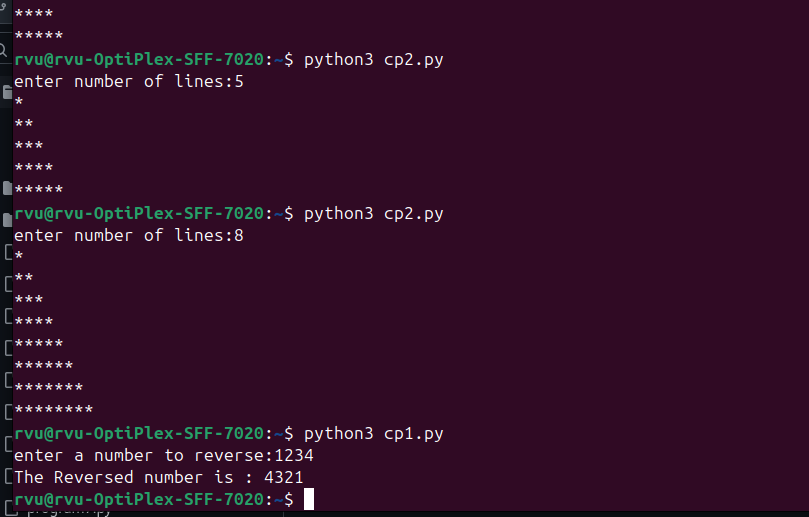 ****
*****
rvu@rvu-OptiPlex-SFF-7020:~$ python3 cp2.py
enter number of lines:5
*
**
***
****
*****
rvu@rvu-OptiPlex-SFF-7020:~$ python3 cp2.py
enter number of lines:8
*
**
***
****
*****
******
*******
********
rvu@rvu-OptiPlex-SFF-7020:~$ python3 cp1.py
enter a number to reverse:1234
The Reversed number is : 4321
rvu@rvu-OptiPlex-SFF-7020:~$